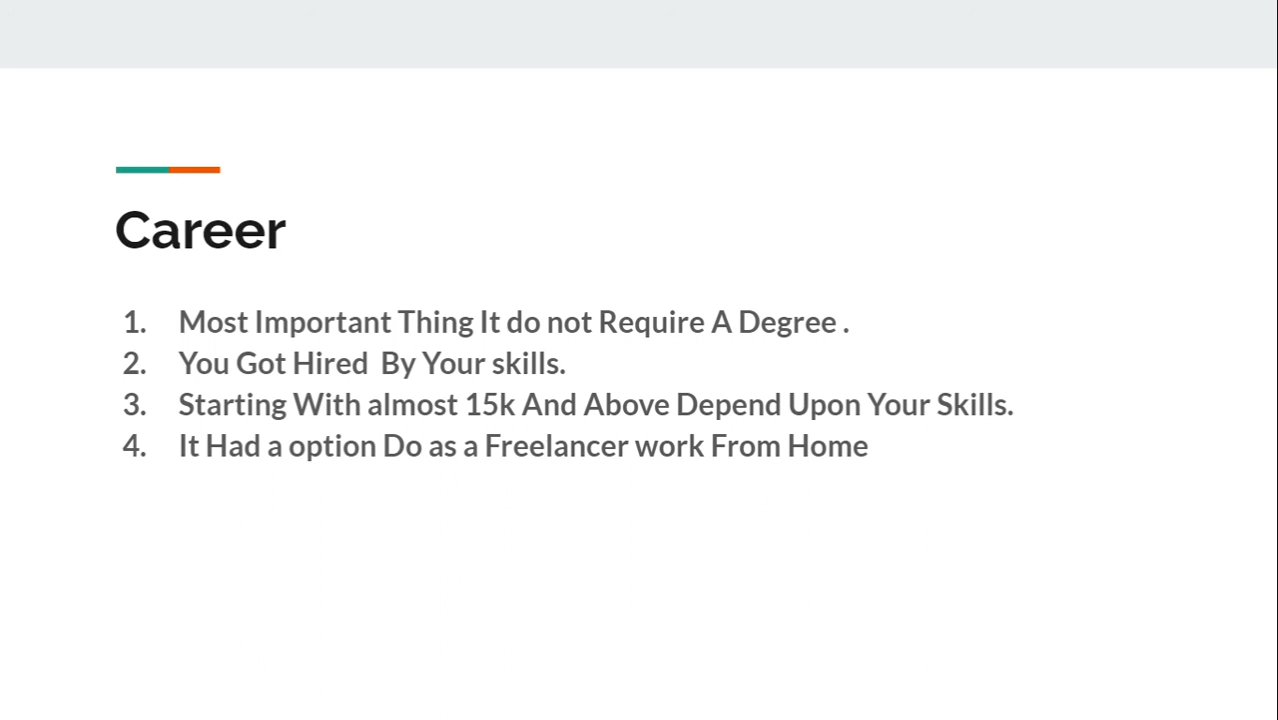 Career
1. Most Important Thing It do not Require A Degree .
2. You Got Hired  By Your skills.
3. Starting With almost 15k And Above Depend Upon Your Skills.
4. It Had a option Do as a Freelancer work From Home